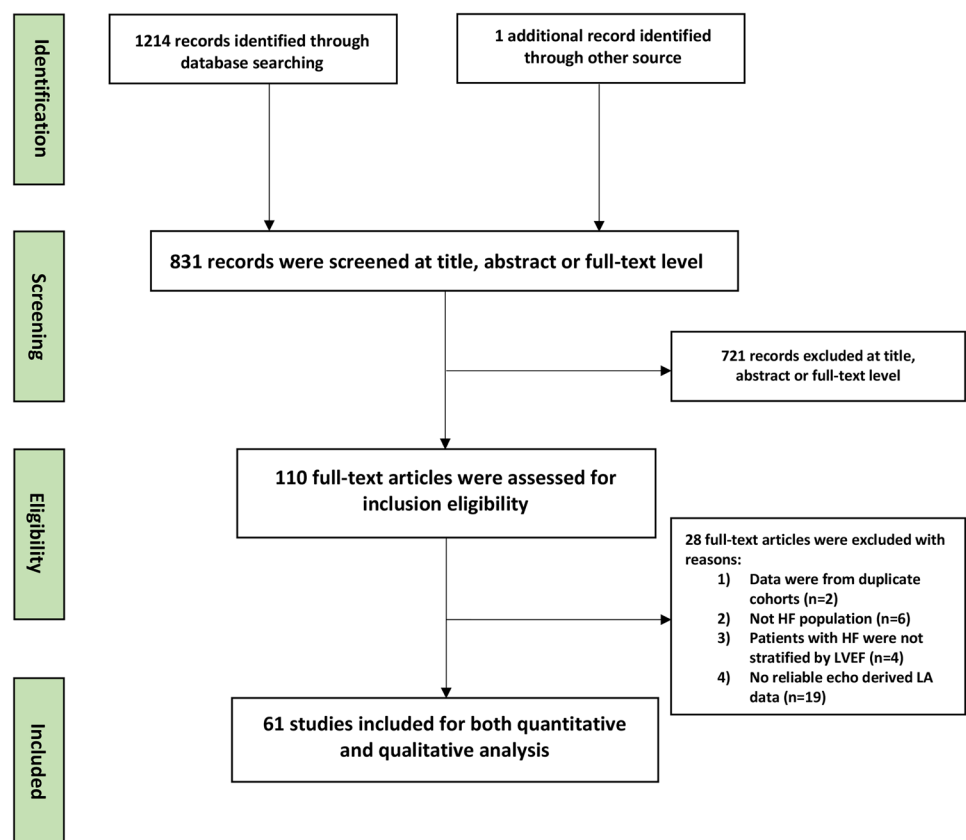 Identification
1214 records identified through
database searching
1 additional record identified
through other source
Screening
831 records were screened at title, abstract or full-text level
721 records excluded at title,
abstract or full-text level
Eligibility
110 full-text articles were assessed for
inclusion eligibility
28 full-text articles were excluded with
reasons:
1) Data were from duplicate
cohorts (n=2)
2) Not HF population (n=6)
3) Patients with HF were not
stratified by LVEF (n=4)
4) No reliable echo derived LA
data (n=19)
Included
61 studies included for both quantitative
and qualitative analysis